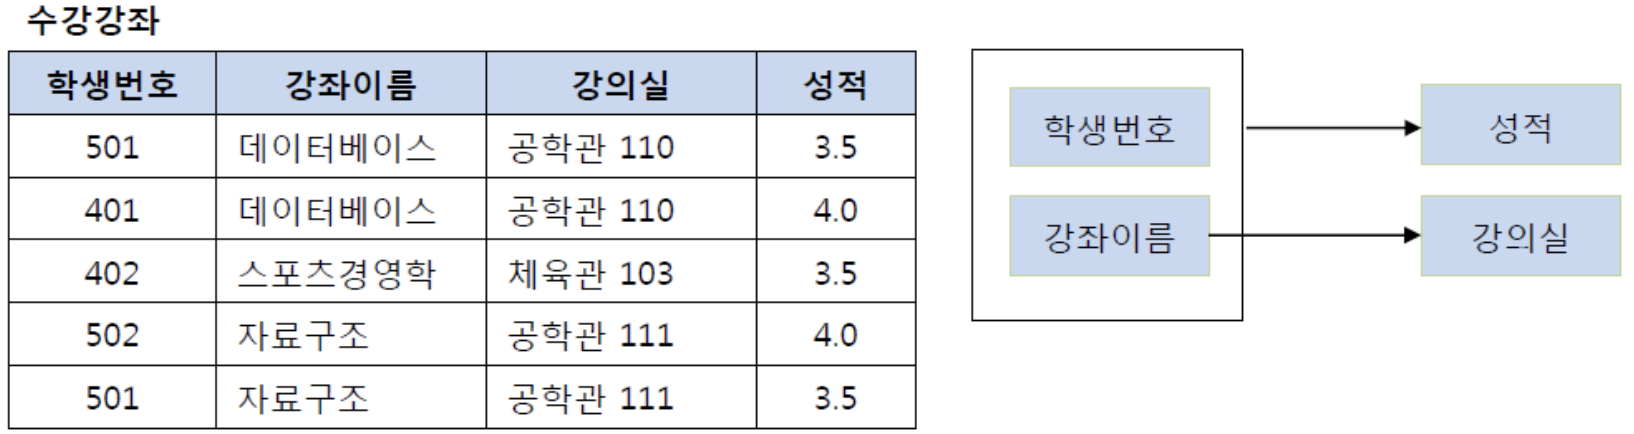 수강강좌
학생번호 강좌이름 강의실 성적
501 데이터베이스 공학관 110 3.5
401 데이터베이스 공학관 110 4.0
402 스포츠경영학 체육관 103 3.5
502 자료구조 공학관 111 4.0
501 자료구조 공학관 111 3.5
학생번호 성적
강좌이름 강의실